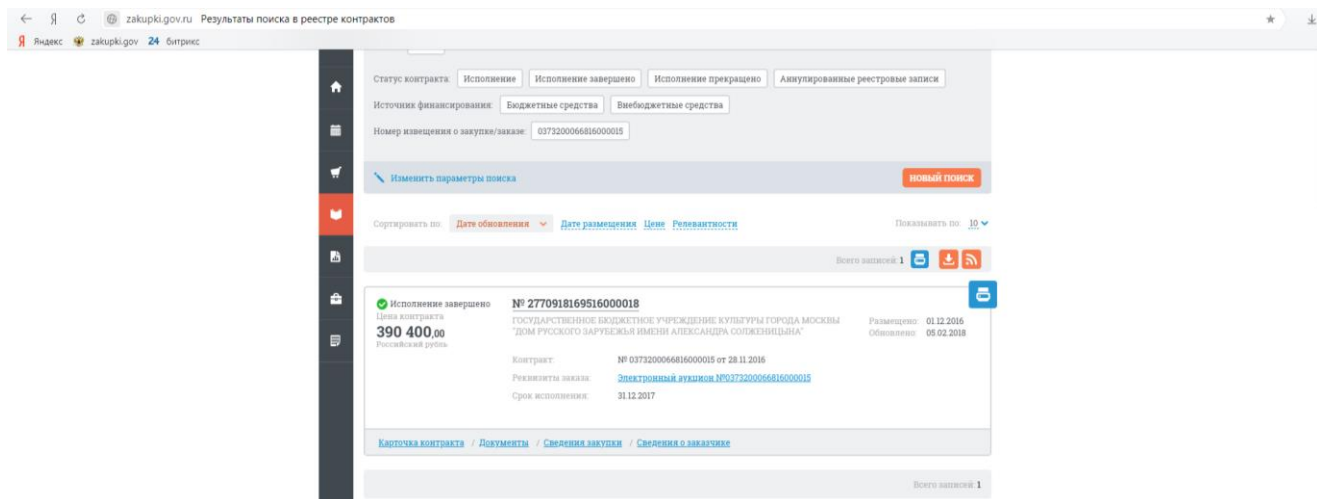 zakupki.gov.ru Результаты поиска в реестре контрактов
Яндекс zakupki.gov 24 битрикс
Статус контракта: Исполнение Исполнение завершено Исполнение прекращено Аннулированные реестровые записи
Источник финансирования: Бюджетные средства Внебюджетные средства
Номер извещения о закупке/заказе: 0373200066816000015
Изменить параметры поиска НОВЫЙ ПОИСК
Сортировать по: Дате обновления Дате размещения Цене Релевантности Показывать по: 10
Всего записей: 1
Исполнение завершено
Цена контракта
390 400,00
Российский рубль
№ 2770918169516000018
ГОСУДАРСТВЕННОЕ БЮДЖЕТНОЕ УЧРЕЖДЕНИЕ КУЛЬТУРЫ ГОРОДА МОСКВЫ
"ДОМ РУССКОГО ЗАРУБЕЖЬЯ ИМЕНИ АЛЕКСАНДРА СОЛЖЕНИЦЫНА"
Контракт: № 0373200066816000015 от 28.11.2016
Реквизиты заказа: Электронный аукцион №0373200066816000015
Срок исполнения: 31.12.2017
Размещено: 01.12.2016
Обновлено: 05.02.2018
Карточка контракта / Документы / Сведения закупки / Сведения о заказчике
Всего записей: 1